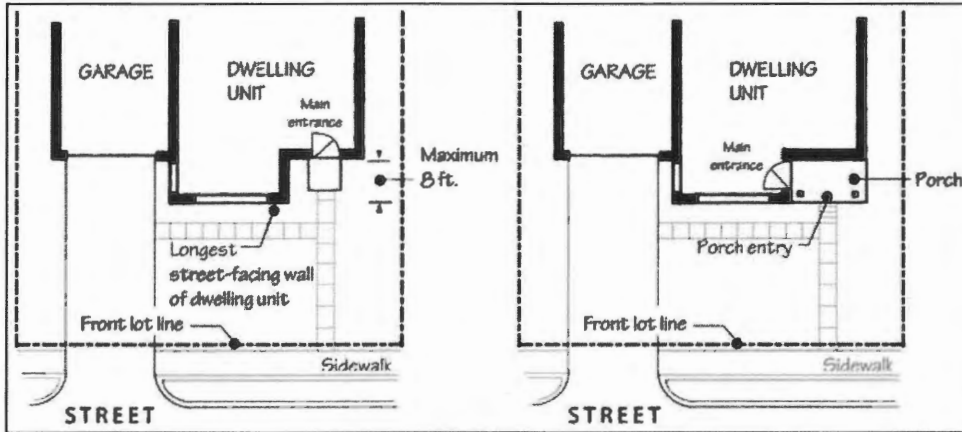 GARAGE
DWELLING
UNIT
Main
entrance
Maximum
8 ft.
Longest
street-facing wall
of dwelling unit
Front lot line
Sidewalk
STREET
GARAGE
DWELLING
UNIT
Main
entrance
Porch
Porch entry
Front lot line
Sidewalk
STREET